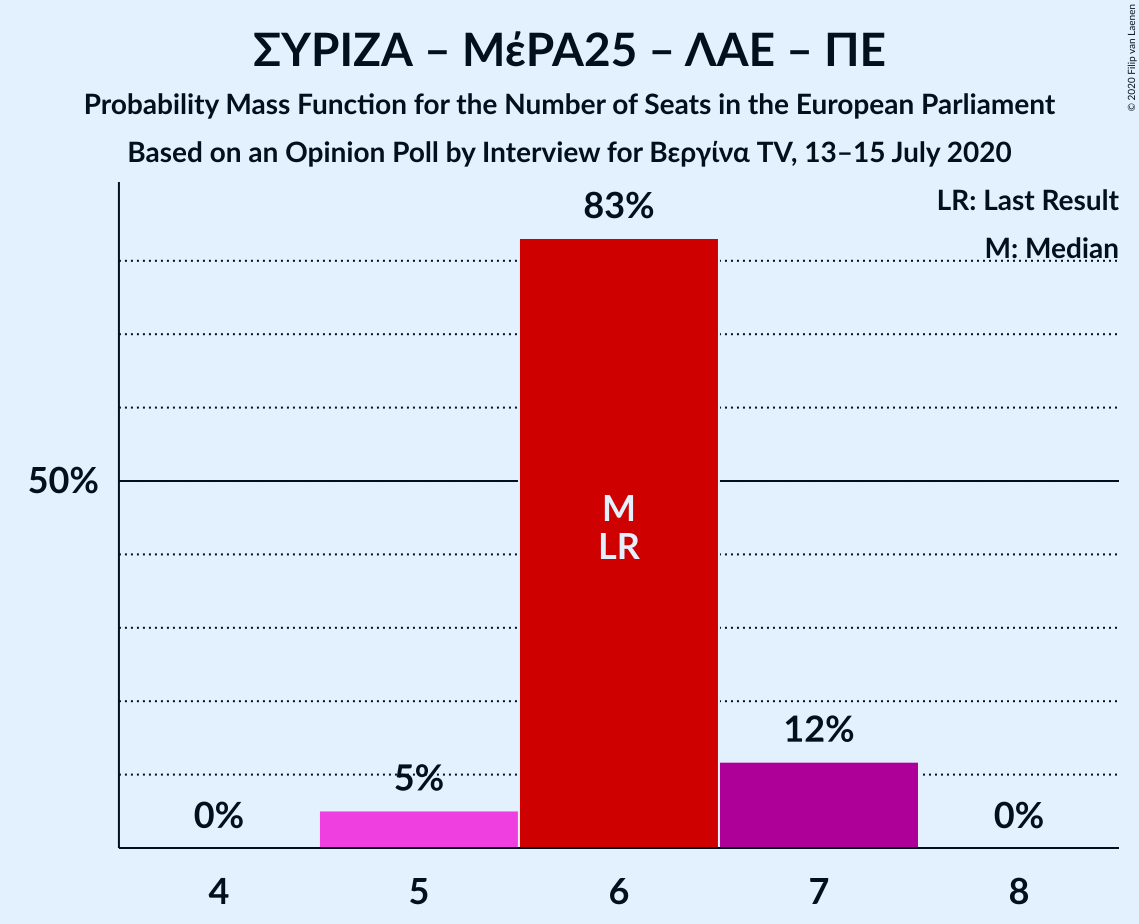 ΣΥΡΙΖΑ – ΜέΡΑ25 – ΛΑΕ – ΠΕ
Probability Mass Function for the Number of Seats in the European Parliament
Based on an Opinion Poll by Interview for Βεργίνα TV, 13–15 July 2020
© 2020 Filip van Laenen
LR: Last Result
M: Median
83%
50%
M
LR
12%
5%
0%
0%
4
5
6
7
8